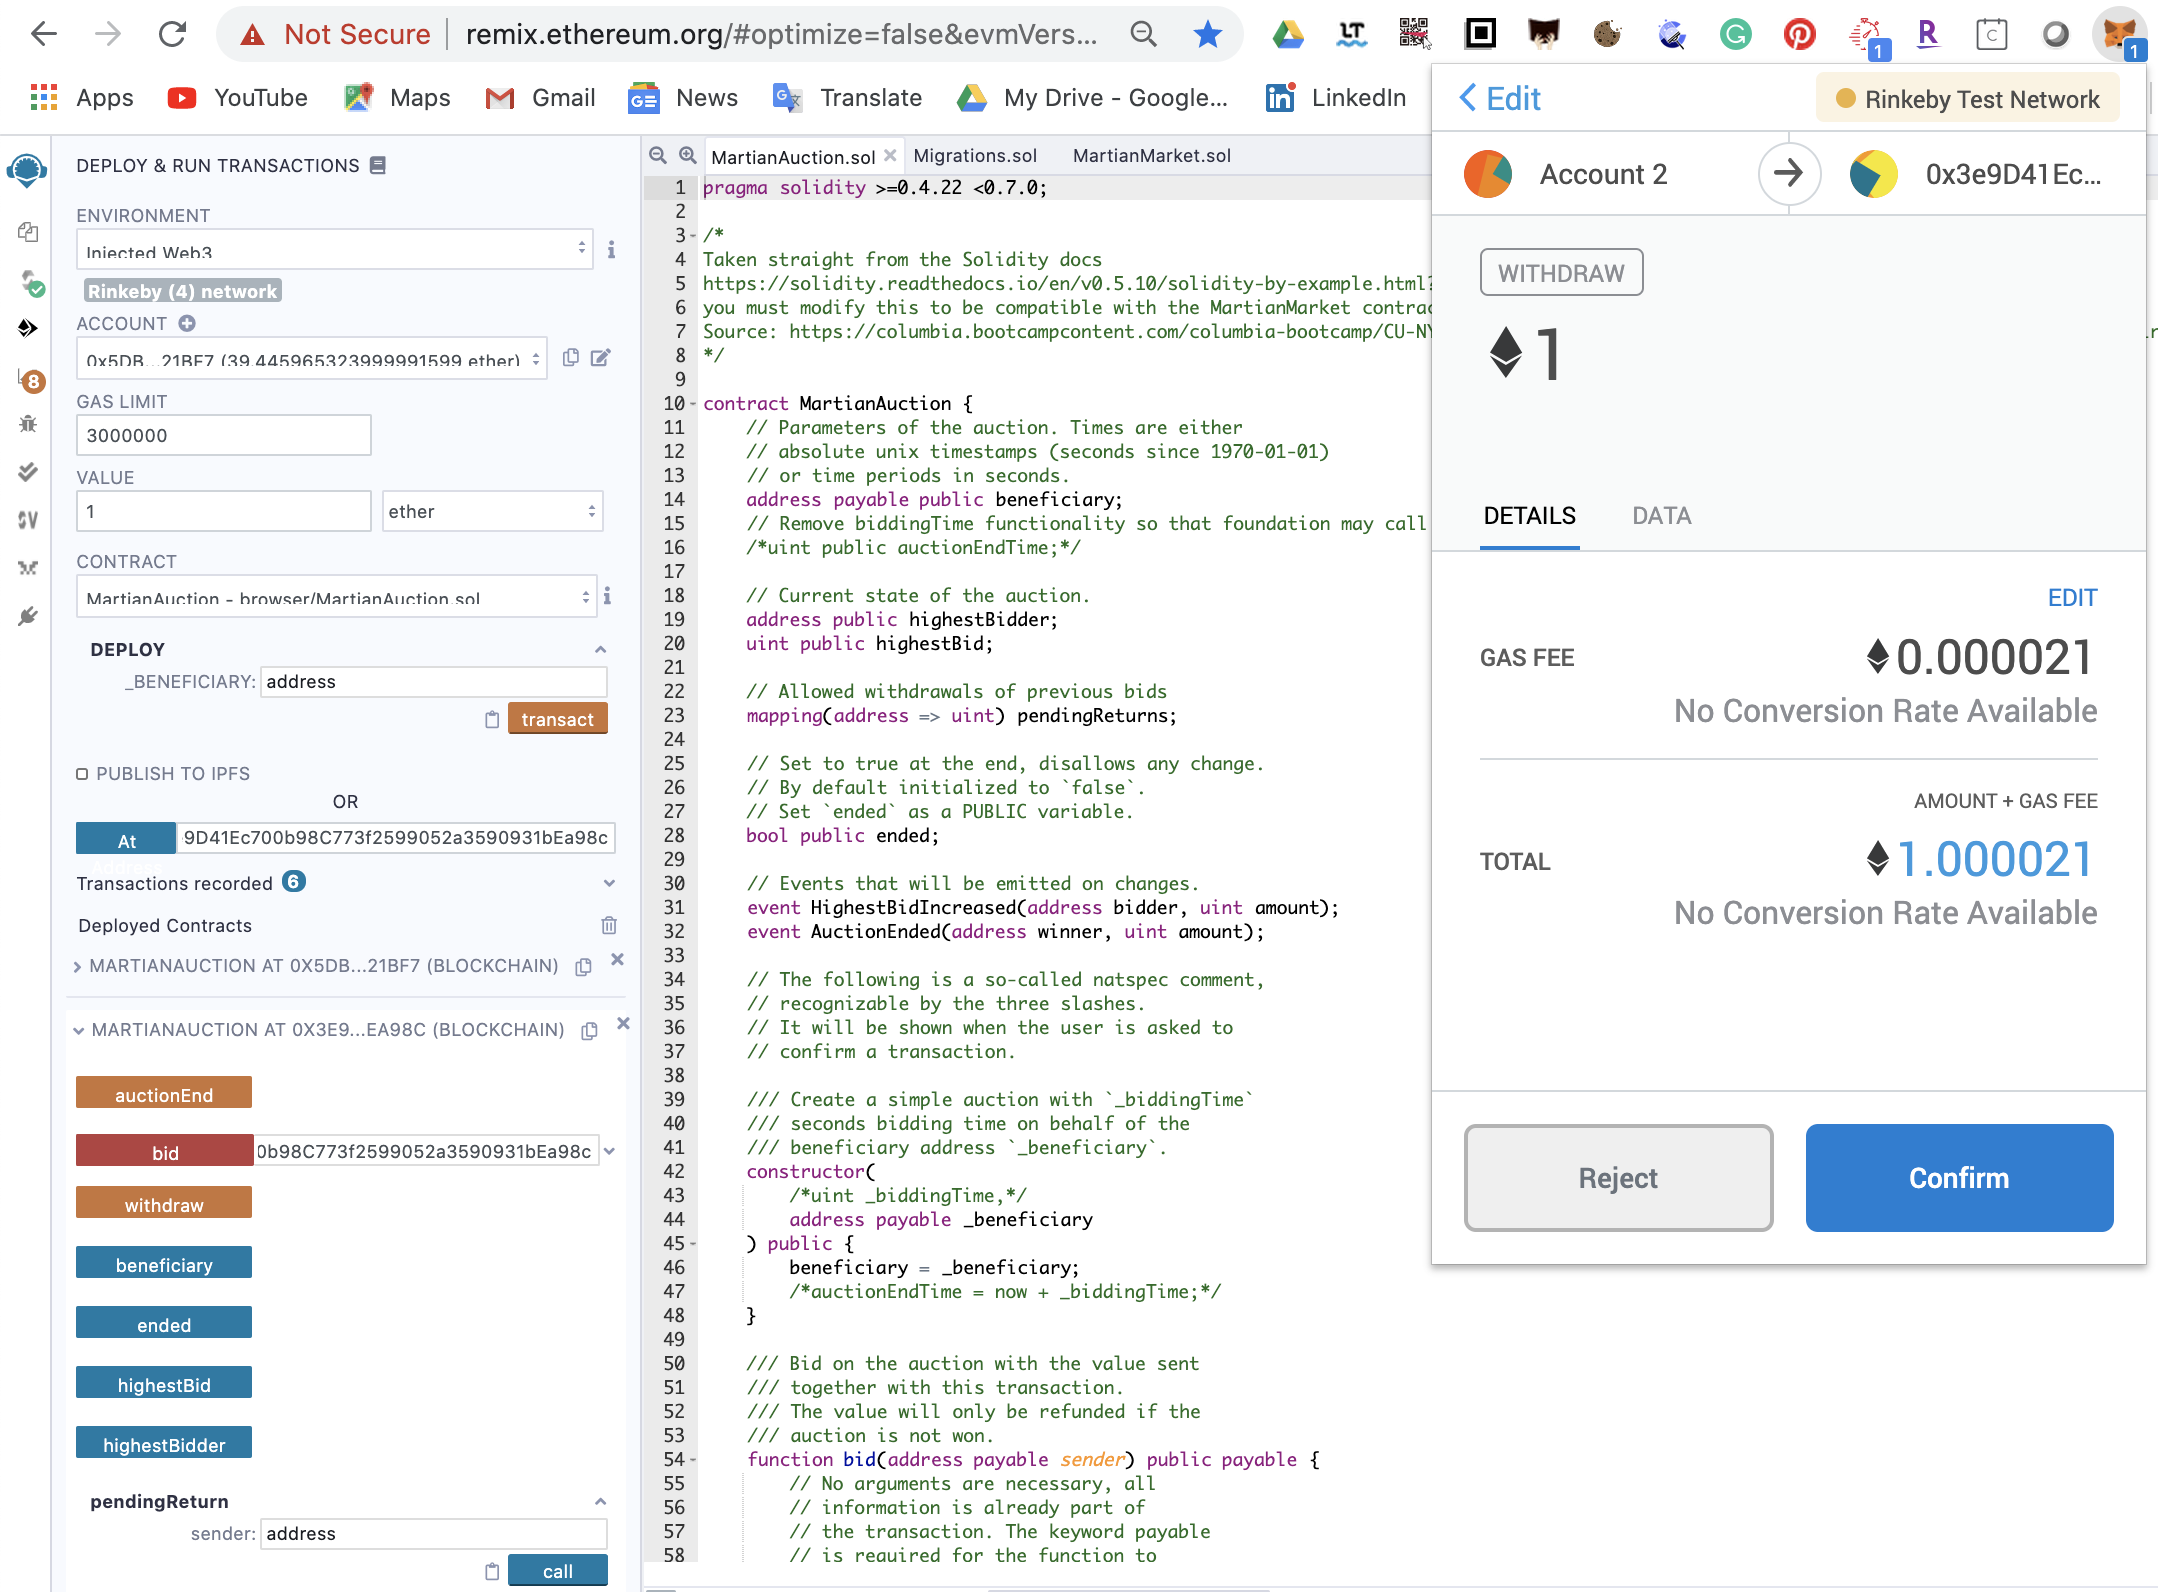 Not Secure remix.ethereum.org/#optimize=false&evmVers...
1
1
Apps YouTube Maps Gmail News Translate My Drive - Google... LinkedIn
DEPLOY & RUN TRANSACTIONS
ENVIRONMENT
Injected Web3
Rinkeby (4) network
ACCOUNT
0x5DB...21BF7 (39.445965323999991599 ether)
8
GAS LIMIT
3000000
VALUE
1 ether
CONTRACT
MartianAuction - browser/MartianAuction.sol
DEPLOY
_BENEFICIARY: address
transact
PUBLISH TO IPFS
OR
At 9D41Ec700b98C773f2599052a3590931bEa98c
Transactions recorded 6
Deployed Contracts
MARTIANAUCTION AT 0X5DB...21BF7 (BLOCKCHAIN)
MARTIANAUCTION AT 0X3E9...EA98C (BLOCKCHAIN)
auctionEnd
bid 0b98C773f2599052a3590931bEa98c
withdraw
beneficiary
ended
highestBid
highestBidder
pendingReturn
sender: address
call
MartianAuction.sol Migrations.sol MartianMarket.sol
1 pragma solidity >=0.4.22 <0.7.0;
2
3 /*
4 Taken straight from the Solidity docs
5 https://solidity.readthedocs.io/en/v0.5.10/solidity-by-example.html?
6 you must modify this to be compatible with the MartianMarket contrac
7 Source: https://columbia.bootcampcontent.com/columbia-bootcamp/CU-NY
8 */
9
10 contract MartianAuction {
11 // Parameters of the auction. Times are either
12 // absolute unix timestamps (seconds since 1970-01-01)
13 // or time periods in seconds.
14 address payable public beneficiary;
15 // Remove biddingTime functionality so that foundation may call
16 /*uint public auctionEndTime;*/
17
18 // Current state of the auction.
19 address public highestBidder;
20 uint public highestBid;
21
22 // Allowed withdrawals of previous bids
23 mapping(address => uint) pendingReturns;
24
25 // Set to true at the end, disallows any change.
26 // By default initialized to `false`.
27 // Set `ended` as a PUBLIC variable.
28 bool public ended;
29
30 // Events that will be emitted on changes.
31 event HighestBidIncreased(address bidder, uint amount);
32 event AuctionEnded(address winner, uint amount);
33
34 // The following is a so-called natspec comment,
35 // recognizable by the three slashes.
36 // It will be shown when the user is asked to
37 // confirm a transaction.
38
39 /// Create a simple auction with `_biddingTime`
40 /// seconds bidding time on behalf of the
41 /// beneficiary address `_beneficiary`.
42 constructor(
43 /*uint _biddingTime,*/
44 address payable _beneficiary
45 ) public {
46 beneficiary = _beneficiary;
47 /*auctionEndTime = now + _biddingTime;*/
48 }
49
50 /// Bid on the auction with the value sent
51 /// together with this transaction.
52 /// The value will only be refunded if the
53 /// auction is not won.
54 function bid(address payable sender) public payable {
55 // No arguments are necessary, all
56 // information is already part of
57 // the transaction. The keyword payable
58 // is required for the function to
Edit Rinkeby Test Network
Account 2 0x3e9D41Ec...
WITHDRAW
1
DETAILS DATA
EDIT
GAS FEE 0.000021
No Conversion Rate Available
AMOUNT + GAS FEE
TOTAL 1.000021
No Conversion Rate Available
Reject Confirm